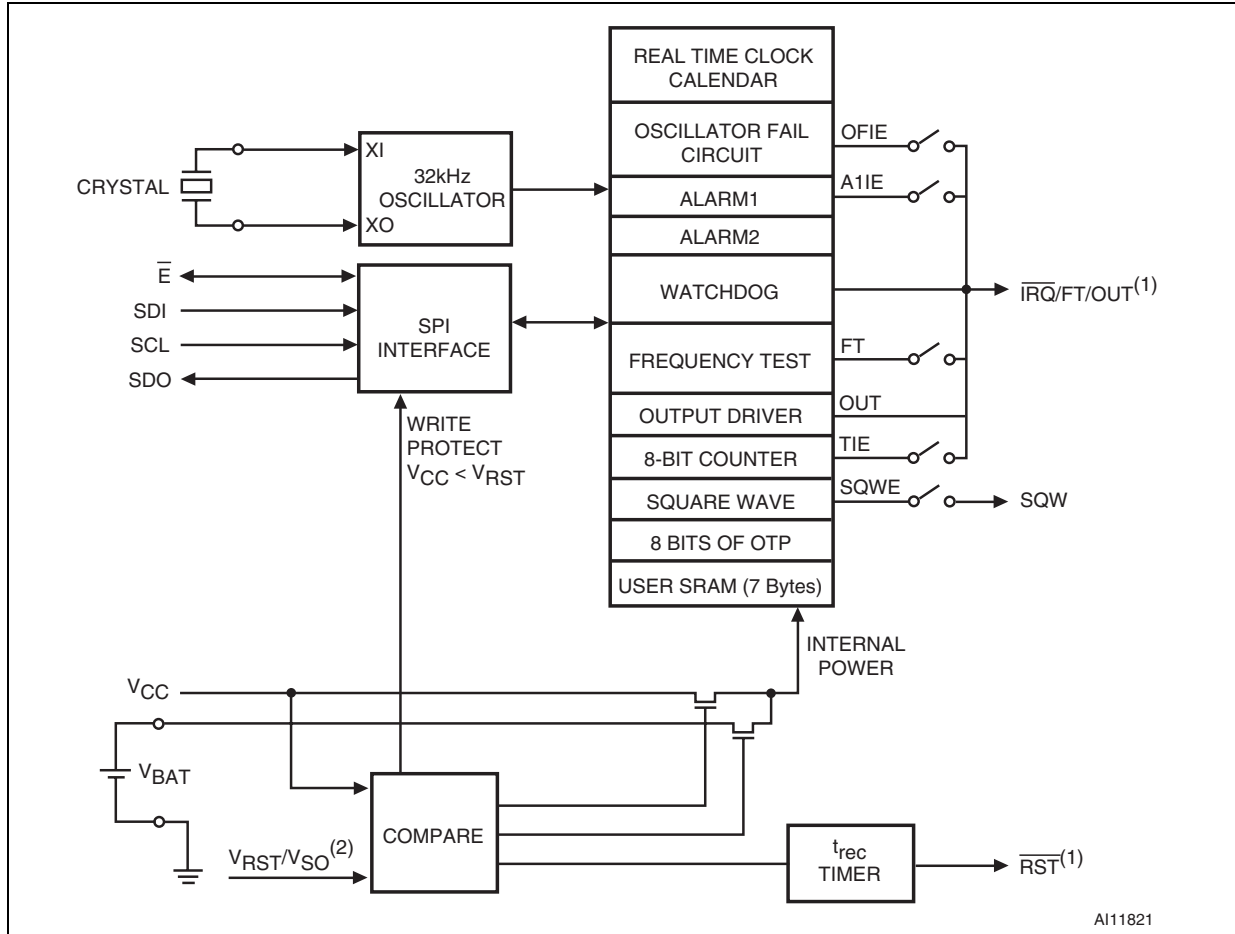 REAL TIME CLOCK
CALENDAR
OSCILLATOR FAIL
CIRCUIT
OFIE
XI
32kHz
OSCILLATOR
XO
CRYSTAL
ALARM1
A1IE
ALARM2
E̅
SDI
SCL
SDO
SPI
INTERFACE
WATCHDOG
I̅R̅Q̅/FT/OUT(1)
FREQUENCY TEST
FT
OUTPUT DRIVER
OUT
WRITE
PROTECT
VCC < VRST
8-BIT COUNTER
TIE
SQUARE WAVE
SQWE
SQW
8 BITS OF OTP
USER SRAM (7 Bytes)
INTERNAL
POWER
VCC
VBAT
COMPARE
VRST/VSO(2)
trec
TIMER
R̅S̅T̅(1)
AI11821